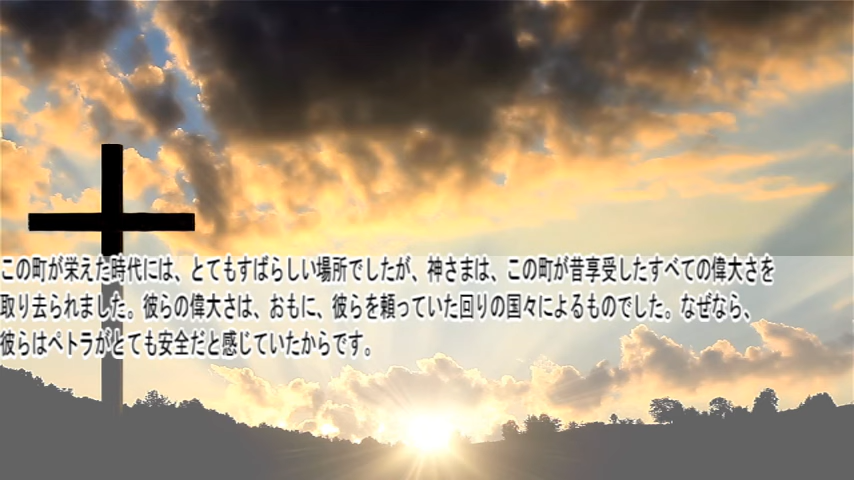 この町が栄えた時代には、とてもすばらしい場所でしたが、神さまは、この町が昔享受したすべての偉大さを
取り去られました。彼らの偉大さは、おもに、彼らを頼っていた回りの国々によるものでした。なぜなら、
彼らはペトラがとても安全だと感じていたからです。